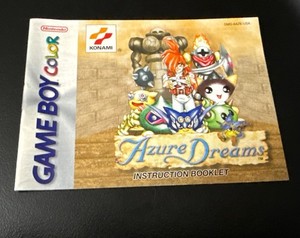 Nintendo
KONAMI
GAME BOY COLOR
Azure Dreams
INSTRUCTION BOOKLET